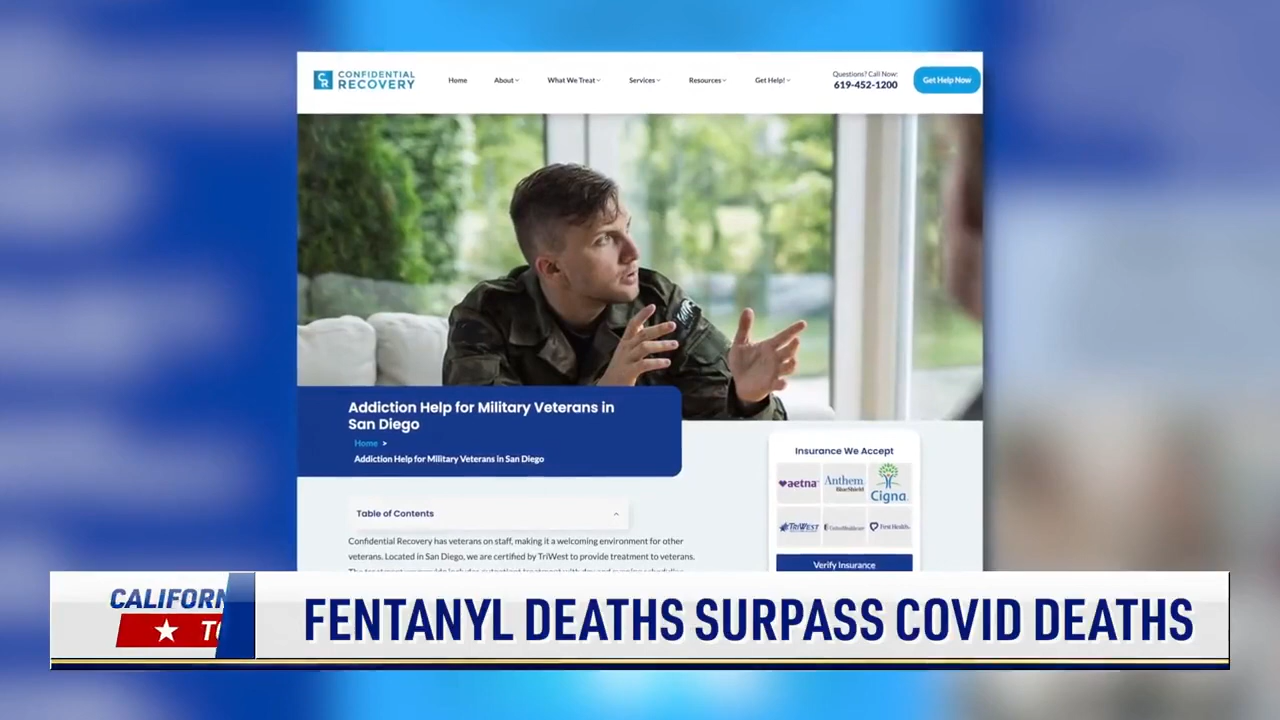 CONFIDENTIAL
RECOVERY
Home
About
What We Treat
Services
Resources
Get Help!
Questions? Call Now:
619-452-1200
Get Help Now
Addiction Help for Military Veterans in
San Diego
Home >
Addiction Help for Military Veterans in San Diego
Insurance We Accept
aetna
Anthem
BlueShield
Cigna
TRIWEST
UnitedHealthcare
First Health
Verify Insurance
Table of Contents
Confidential Recovery has veterans on staff, making it a welcoming environment for other
veterans. Located in San Diego, we are certified by TriWest to provide treatment to veterans.
CALIFORN
FENTANYL DEATHS SURPASS COVID DEATHS